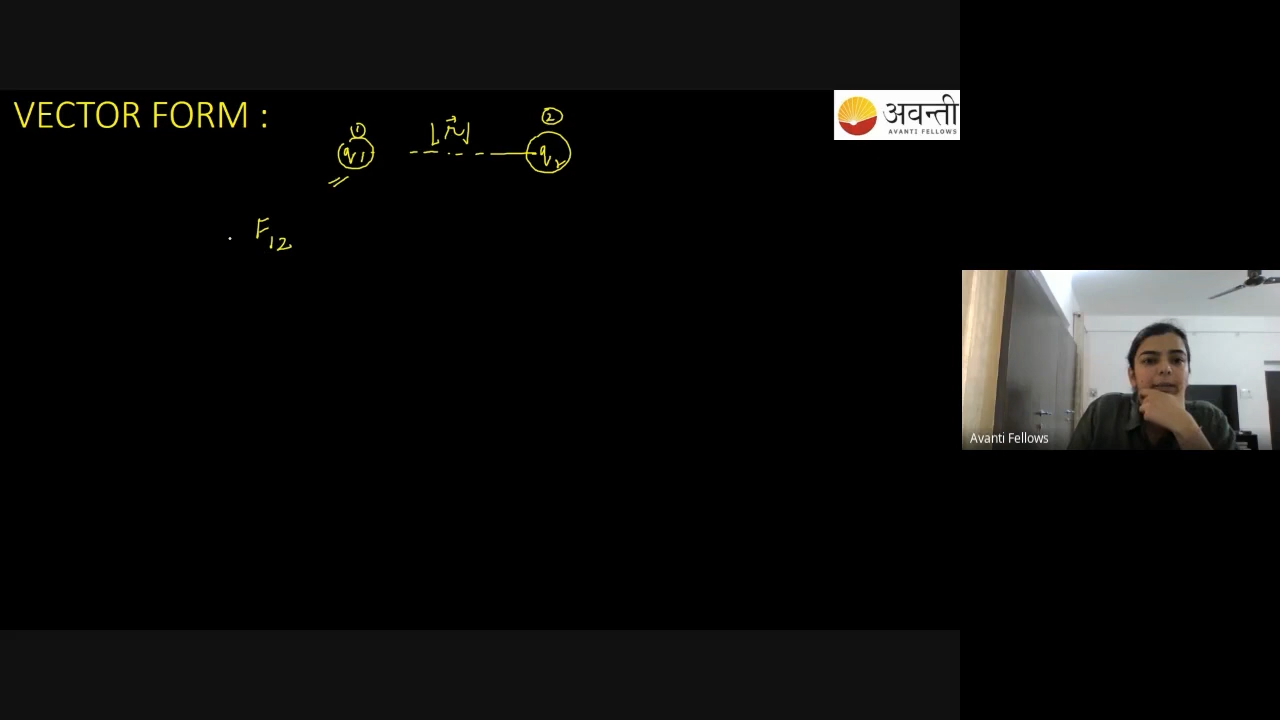 VECTOR FORM :
① ②
q₁ |r⃗| q₂
F₁₂
अवन्ती
AVANTI FELLOWS
Avanti Fellows